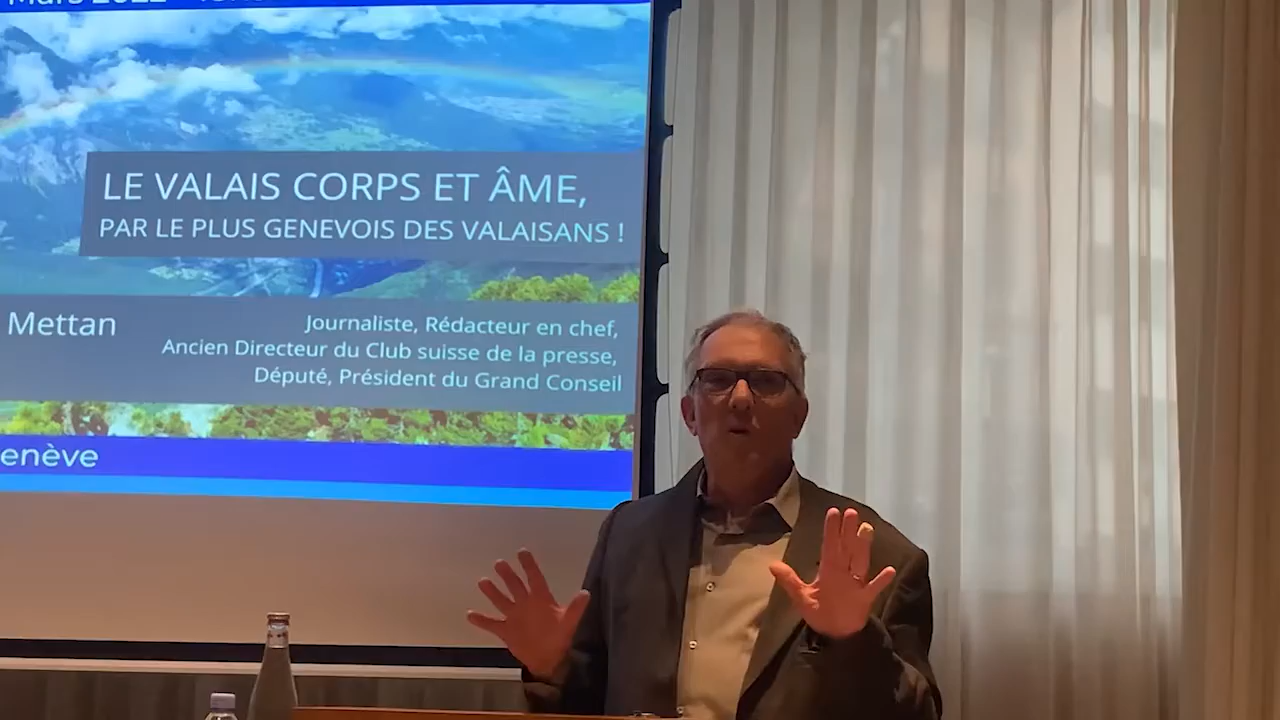 LE VALAIS CORPS ET ÂME,
PAR LE PLUS GENEVOIS DES VALAISANS !
Mettan
Journaliste, Rédacteur en chef,
Ancien Directeur du Club suisse de la presse,
Député, Président du Grand Conseil
enève